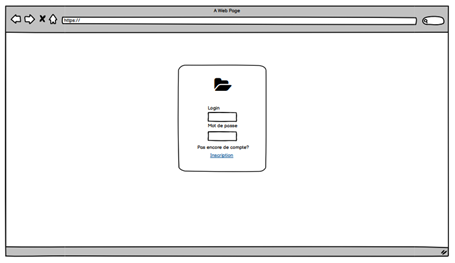 A Web Page
https://
Login
Mot de passe
Pas encore de compte?
Inscription